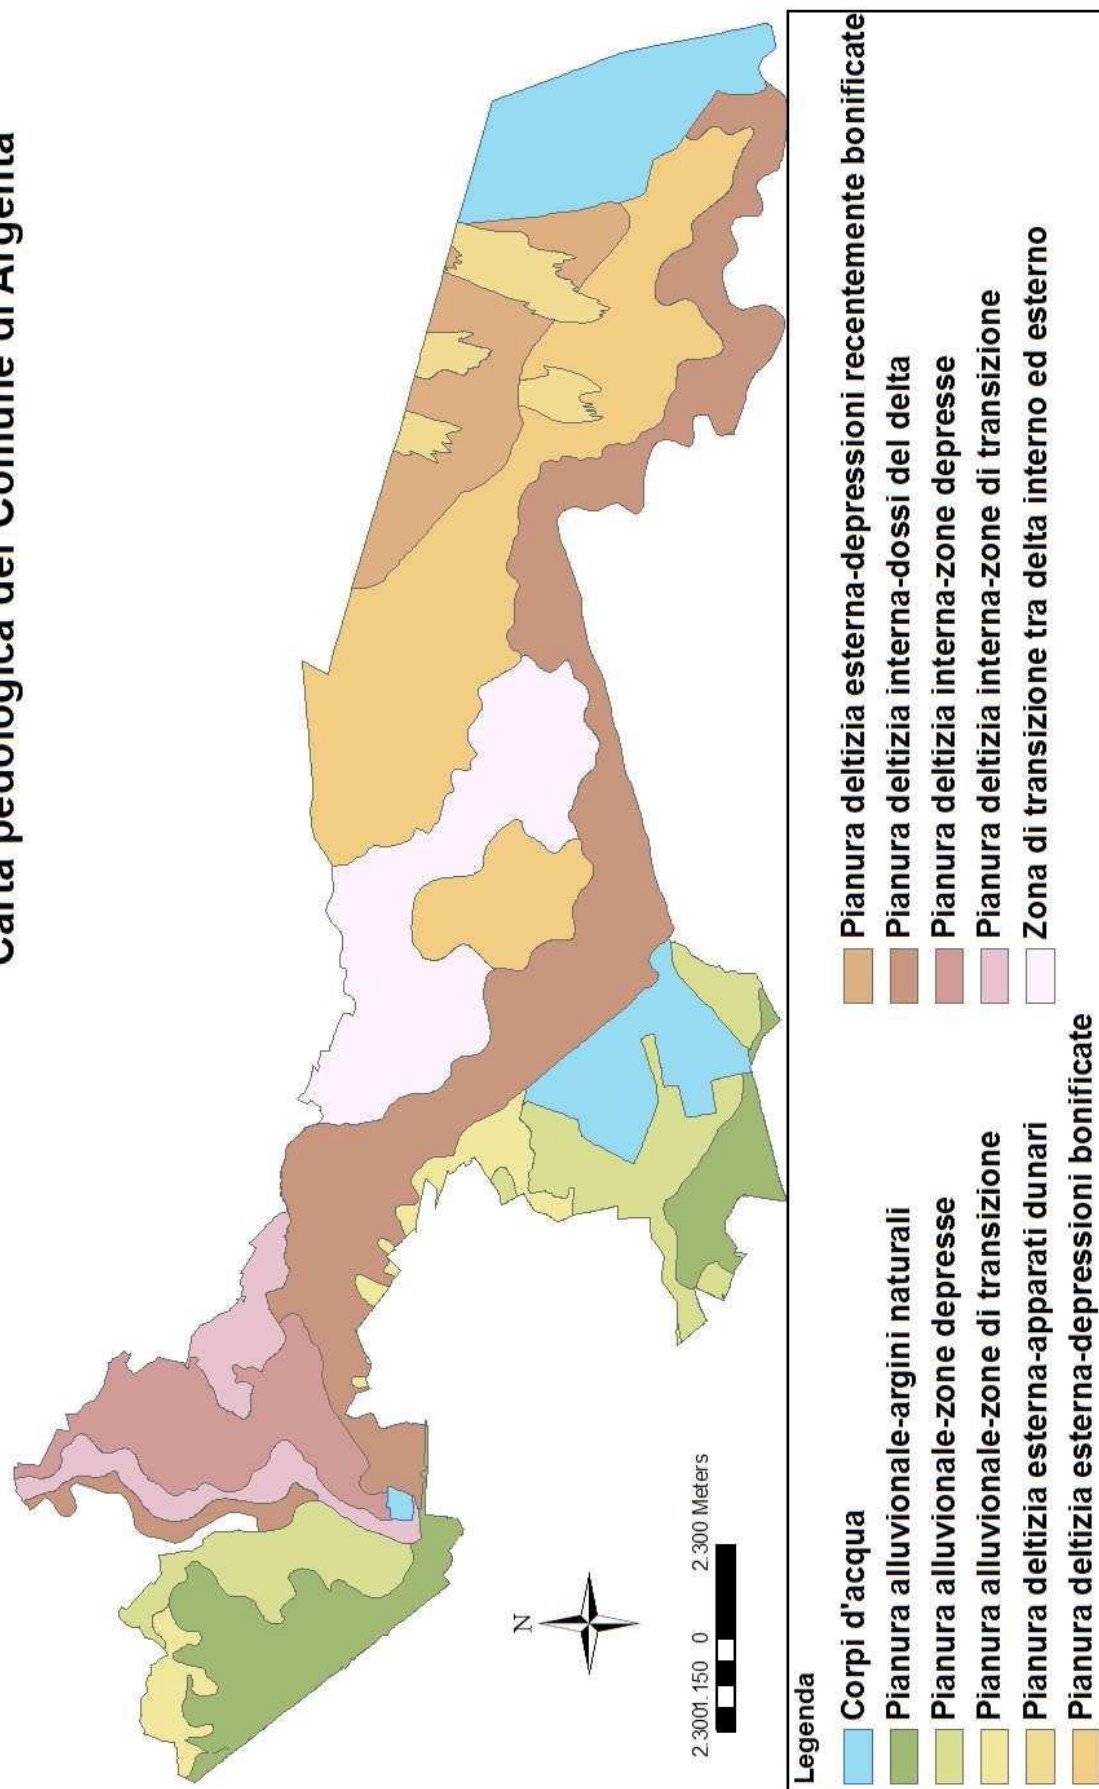 Carta pedologica del Comune di Argenta
N
2.300 1.150 0 2.300 Meters
Legenda
Corpi d'acqua
Pianura alluvionale-argini naturali
Pianura alluvionale-zone depresse
Pianura alluvionale-zone di transizione
Pianura deltizia esterna-apparati dunari
Pianura deltizia esterna-depressioni bonificate
Pianura deltizia esterna-depressioni recentemente bonificate
Pianura deltizia interna-dossi del delta
Pianura deltizia interna-zone depresse
Pianura deltizia interna-zone di transizione
Zona di transizione tra delta interno ed esterno